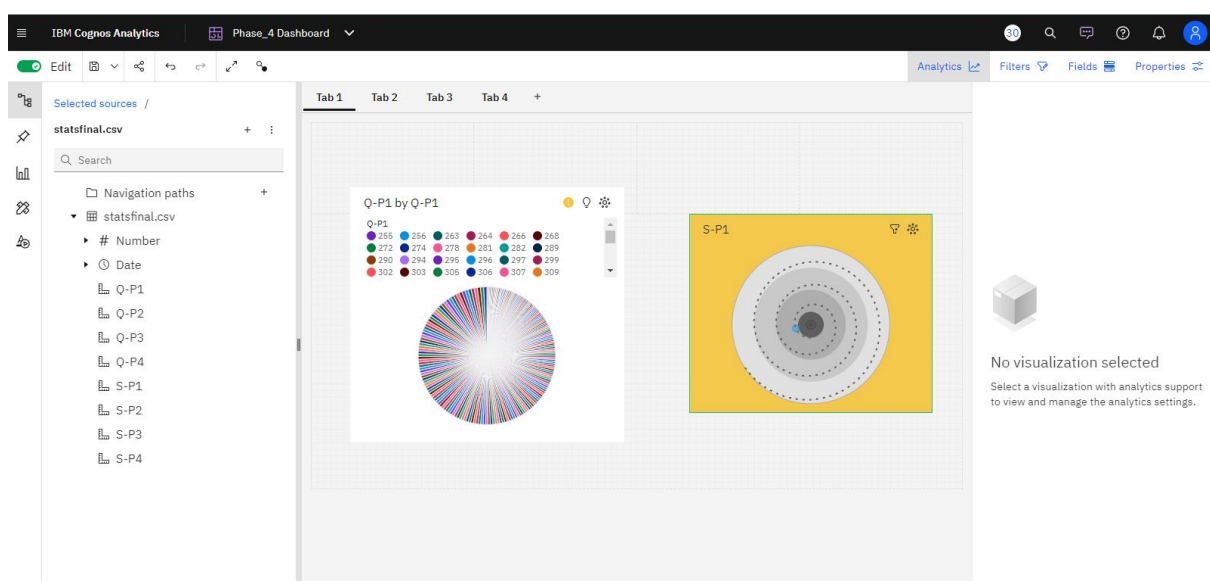 IBM Cognos Analytics
Phase_4 Dashboard
30
Edit
Analytics
Filters
Fields
Properties
Selected sources /
statsfinal.csv
Search
Navigation paths
statsfinal.csv
# Number
Date
Q-P1
Q-P2
Q-P3
Q-P4
S-P1
S-P2
S-P3
S-P4
Tab 1 Tab 2 Tab 3 Tab 4 +
Q-P1 by Q-P1
Q-P1
255 256 263 264 266 268
272 274 278 281 282 289
290 294 295 296 297 299
302 303 305 306 307 309
S-P1
No visualization selected
Select a visualization with analytics support
to view and manage the analytics settings.